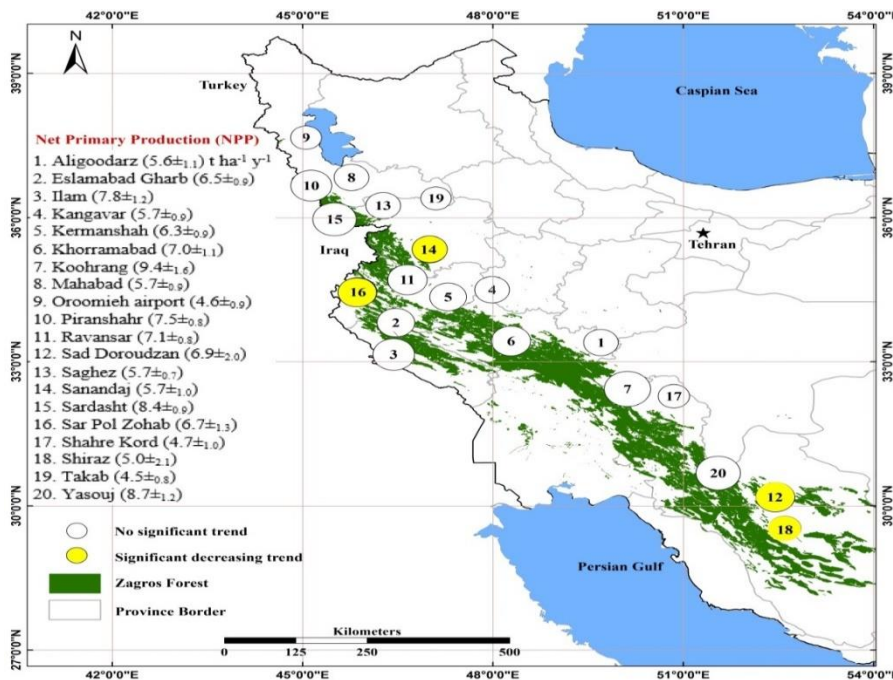 42°0'0"E 45°0'0"E 48°0'0"E 51°0'0"E 54°0'0"E
N
39°0'0"N
39°0'0"N
Turkey
Caspian Sea
Net Primary Production (NPP)
1. Aligoodarz (5.6±1.1) t ha-1 y-1
2. Eslamabad Gharb (6.5±0.9)
3. Ilam (7.8±1.2)
4. Kangavar (5.7±0.9)
5. Kermanshah (6.3±0.9)
6. Khorramabad (7.0±1.1)
7. Koohrang (9.4±1.6)
8. Mahabad (5.7±0.9)
9. Oroomieh airport (4.6±0.9)
10. Piranshahr (7.5±0.8)
11. Ravansar (7.1±0.8)
12. Sad Doroudzan (6.9±2.0)
13. Saghez (5.7±0.7)
14. Sanandaj (5.7±1.0)
15. Sardasht (8.4±0.9)
16. Sar Pol Zohab (6.7±1.3)
17. Shahre Kord (4.7±1.0)
18. Shiraz (5.0±2.1)
19. Takab (4.5±0.8)
20. Yasouj (8.7±1.2)
No significant trend
Significant decreasing trend
Zagros Forest
Province Border
9
8
10
19
13
15
36°0'0"N
36°0'0"N
Tehran
Iraq
14
11
16
4
5
2
6
1
3
33°0'0"N
33°0'0"N
7
17
20
12
18
30°0'0"N
30°0'0"N
Persian Gulf
Kilometers
0 125 250 500
27°0'0"N
27°0'0"N
42°0'0"E 45°0'0"E 48°0'0"E 51°0'0"E 54°0'0"E